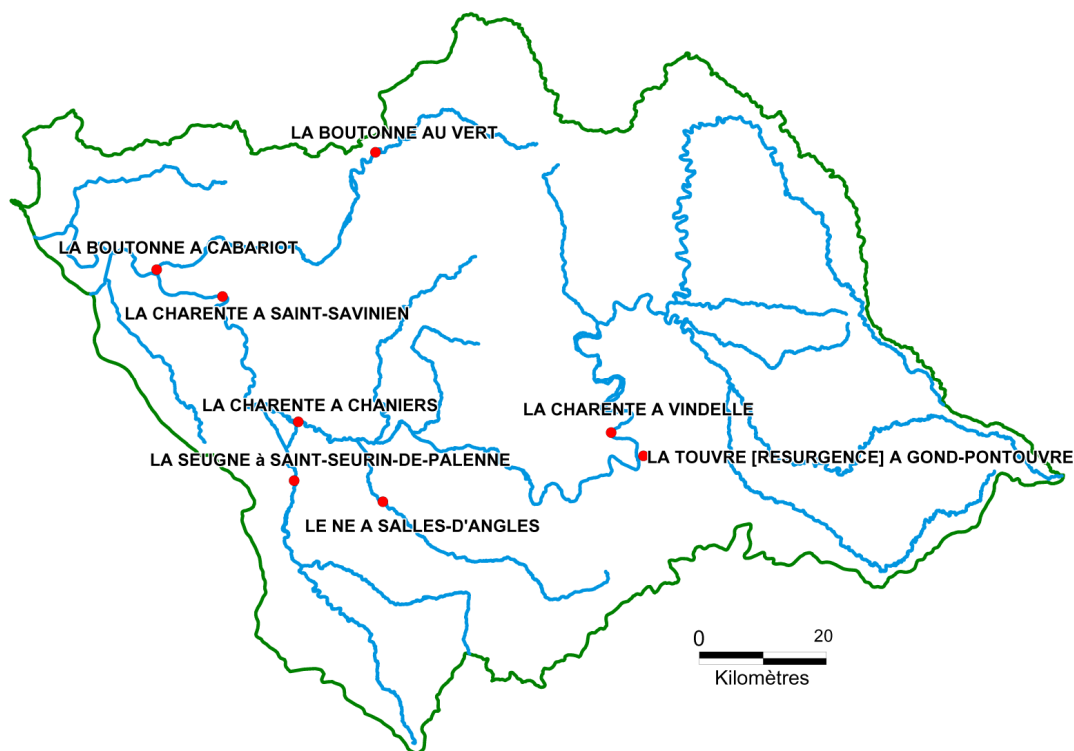 LA BOUTONNE AU VERT
LA BOUTONNE A CABARIOT
LA CHARENTE A SAINT-SAVINIEN
LA CHARENTE A CHANIERS
LA CHARENTE A VINDELLE
LA SEUGNE à SAINT-SEURIN-DE-PALENNE
LA TOUVRE [RESURGENCE] A GOND-PONTOUVRE
LE NE A SALLES-D'ANGLES
0 20
Kilomètres